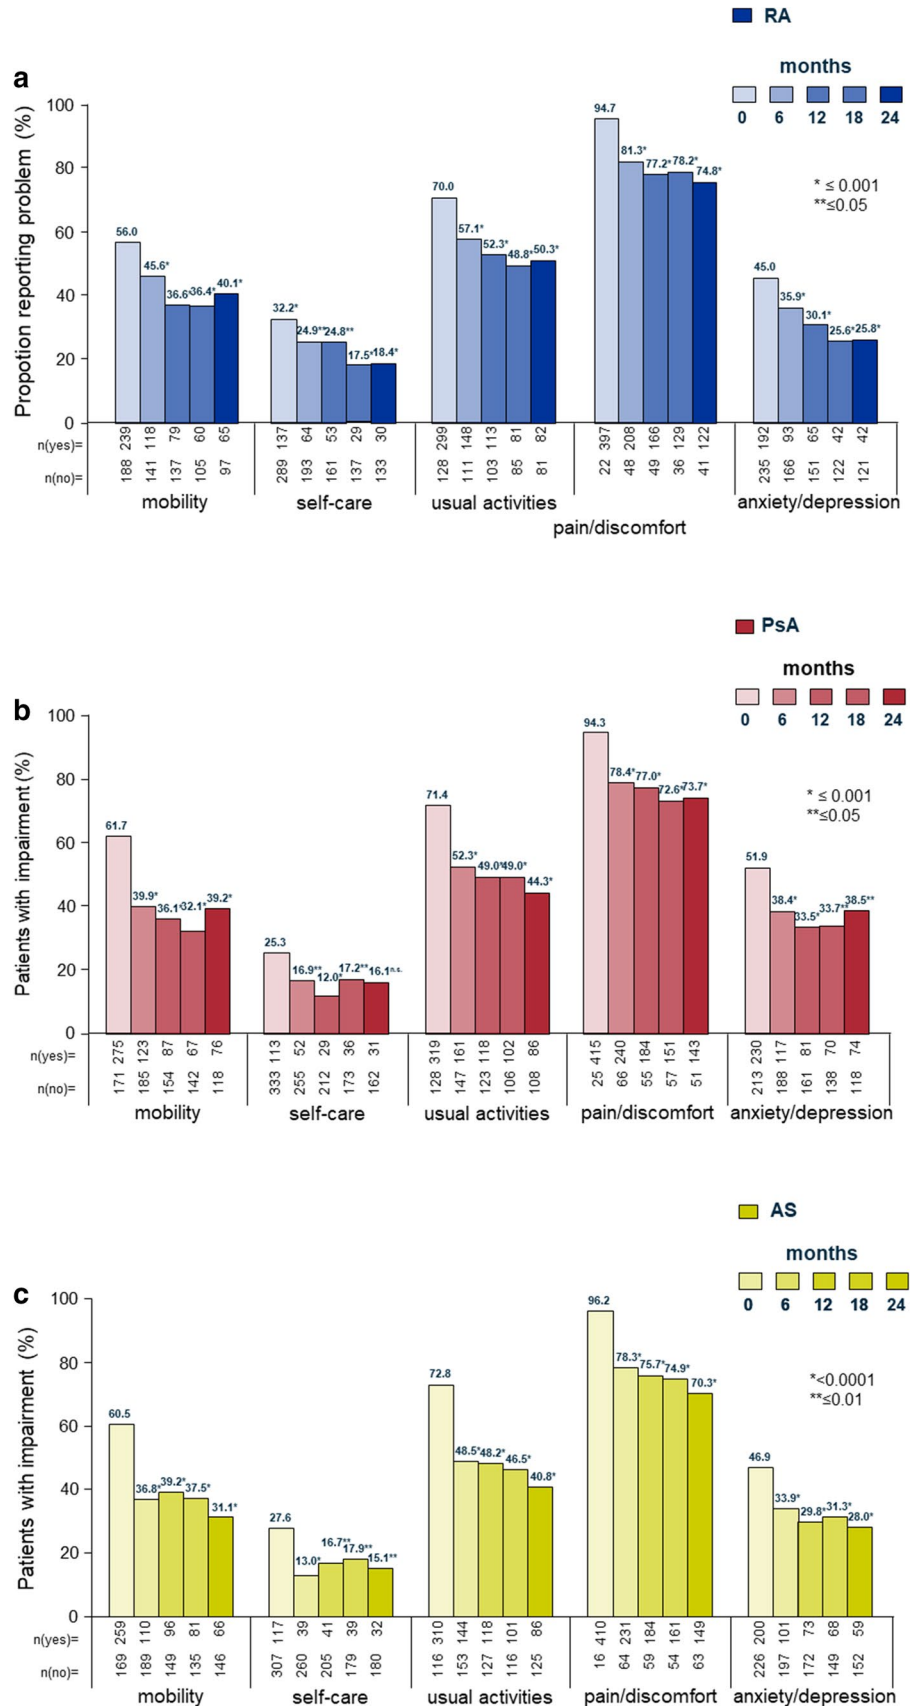 RA
months
0 6 12 18 24
* ≤ 0.001
**≤0.05
a
Propotion reporting problem (%)
100
80
60
40
20
0
56.0 45.6* 36.6* 36.4* 40.1*
32.2* 24.9** 24.8** 17.5* 18.4*
70.0 57.1* 52.3* 48.8* 50.3*
94.7 81.3* 77.2* 78.2* 74.8*
45.0 35.9* 30.1* 25.6* 25.8*
n(yes)= 239 118 79 60 65 137 64 53 29 30 299 148 113 81 82 397 208 166 129 122 192 93 65 42 42
n(no)= 188 141 137 105 97 289 193 161 137 133 128 111 103 85 81 22 48 49 36 41 235 166 151 122 121
mobility self-care usual activities anxiety/depression
pain/discomfort
PsA
months
0 6 12 18 24
* ≤ 0.001
**≤0.05
b
Patients with impairment (%)
100
80
60
40
20
0
61.7 39.9* 36.1* 32.1* 39.2*
25.3 16.9** 12.0* 17.2** 16.1n.s.
71.4 52.3* 49.0* 49.0* 44.3*
94.3 78.4* 77.0* 72.6* 73.7*
51.9 38.4* 33.5* 33.7** 38.5**
n(yes)= 275 123 87 67 76 113 52 29 36 31 319 161 118 102 86 415 240 184 151 143 230 117 81 70 74
n(no)= 171 185 154 142 118 333 255 212 173 162 128 147 123 106 108 25 66 55 57 51 213 188 161 138 118
mobility self-care usual activities pain/discomfort anxiety/depression
AS
months
0 6 12 18 24
*<0.0001
**≤0.01
c
Patients with impairment (%)
100
80
60
40
20
0
60.5 36.8* 39.2* 37.5* 31.1*
27.6 13.0* 16.7** 17.9** 15.1**
72.8 48.5* 48.2* 46.5* 40.8*
96.2 78.3* 75.7* 74.9* 70.3*
46.9 33.9* 29.8* 31.3* 28.0*
n(yes)= 259 110 96 81 66 117 39 41 39 32 310 144 118 101 86 410 231 184 161 149 200 101 73 68 59
n(no)= 169 189 149 135 146 307 260 205 179 180 116 153 127 116 125 16 64 59 54 63 226 197 172 149 152
mobility self-care usual activities pain/discomfort anxiety/depression